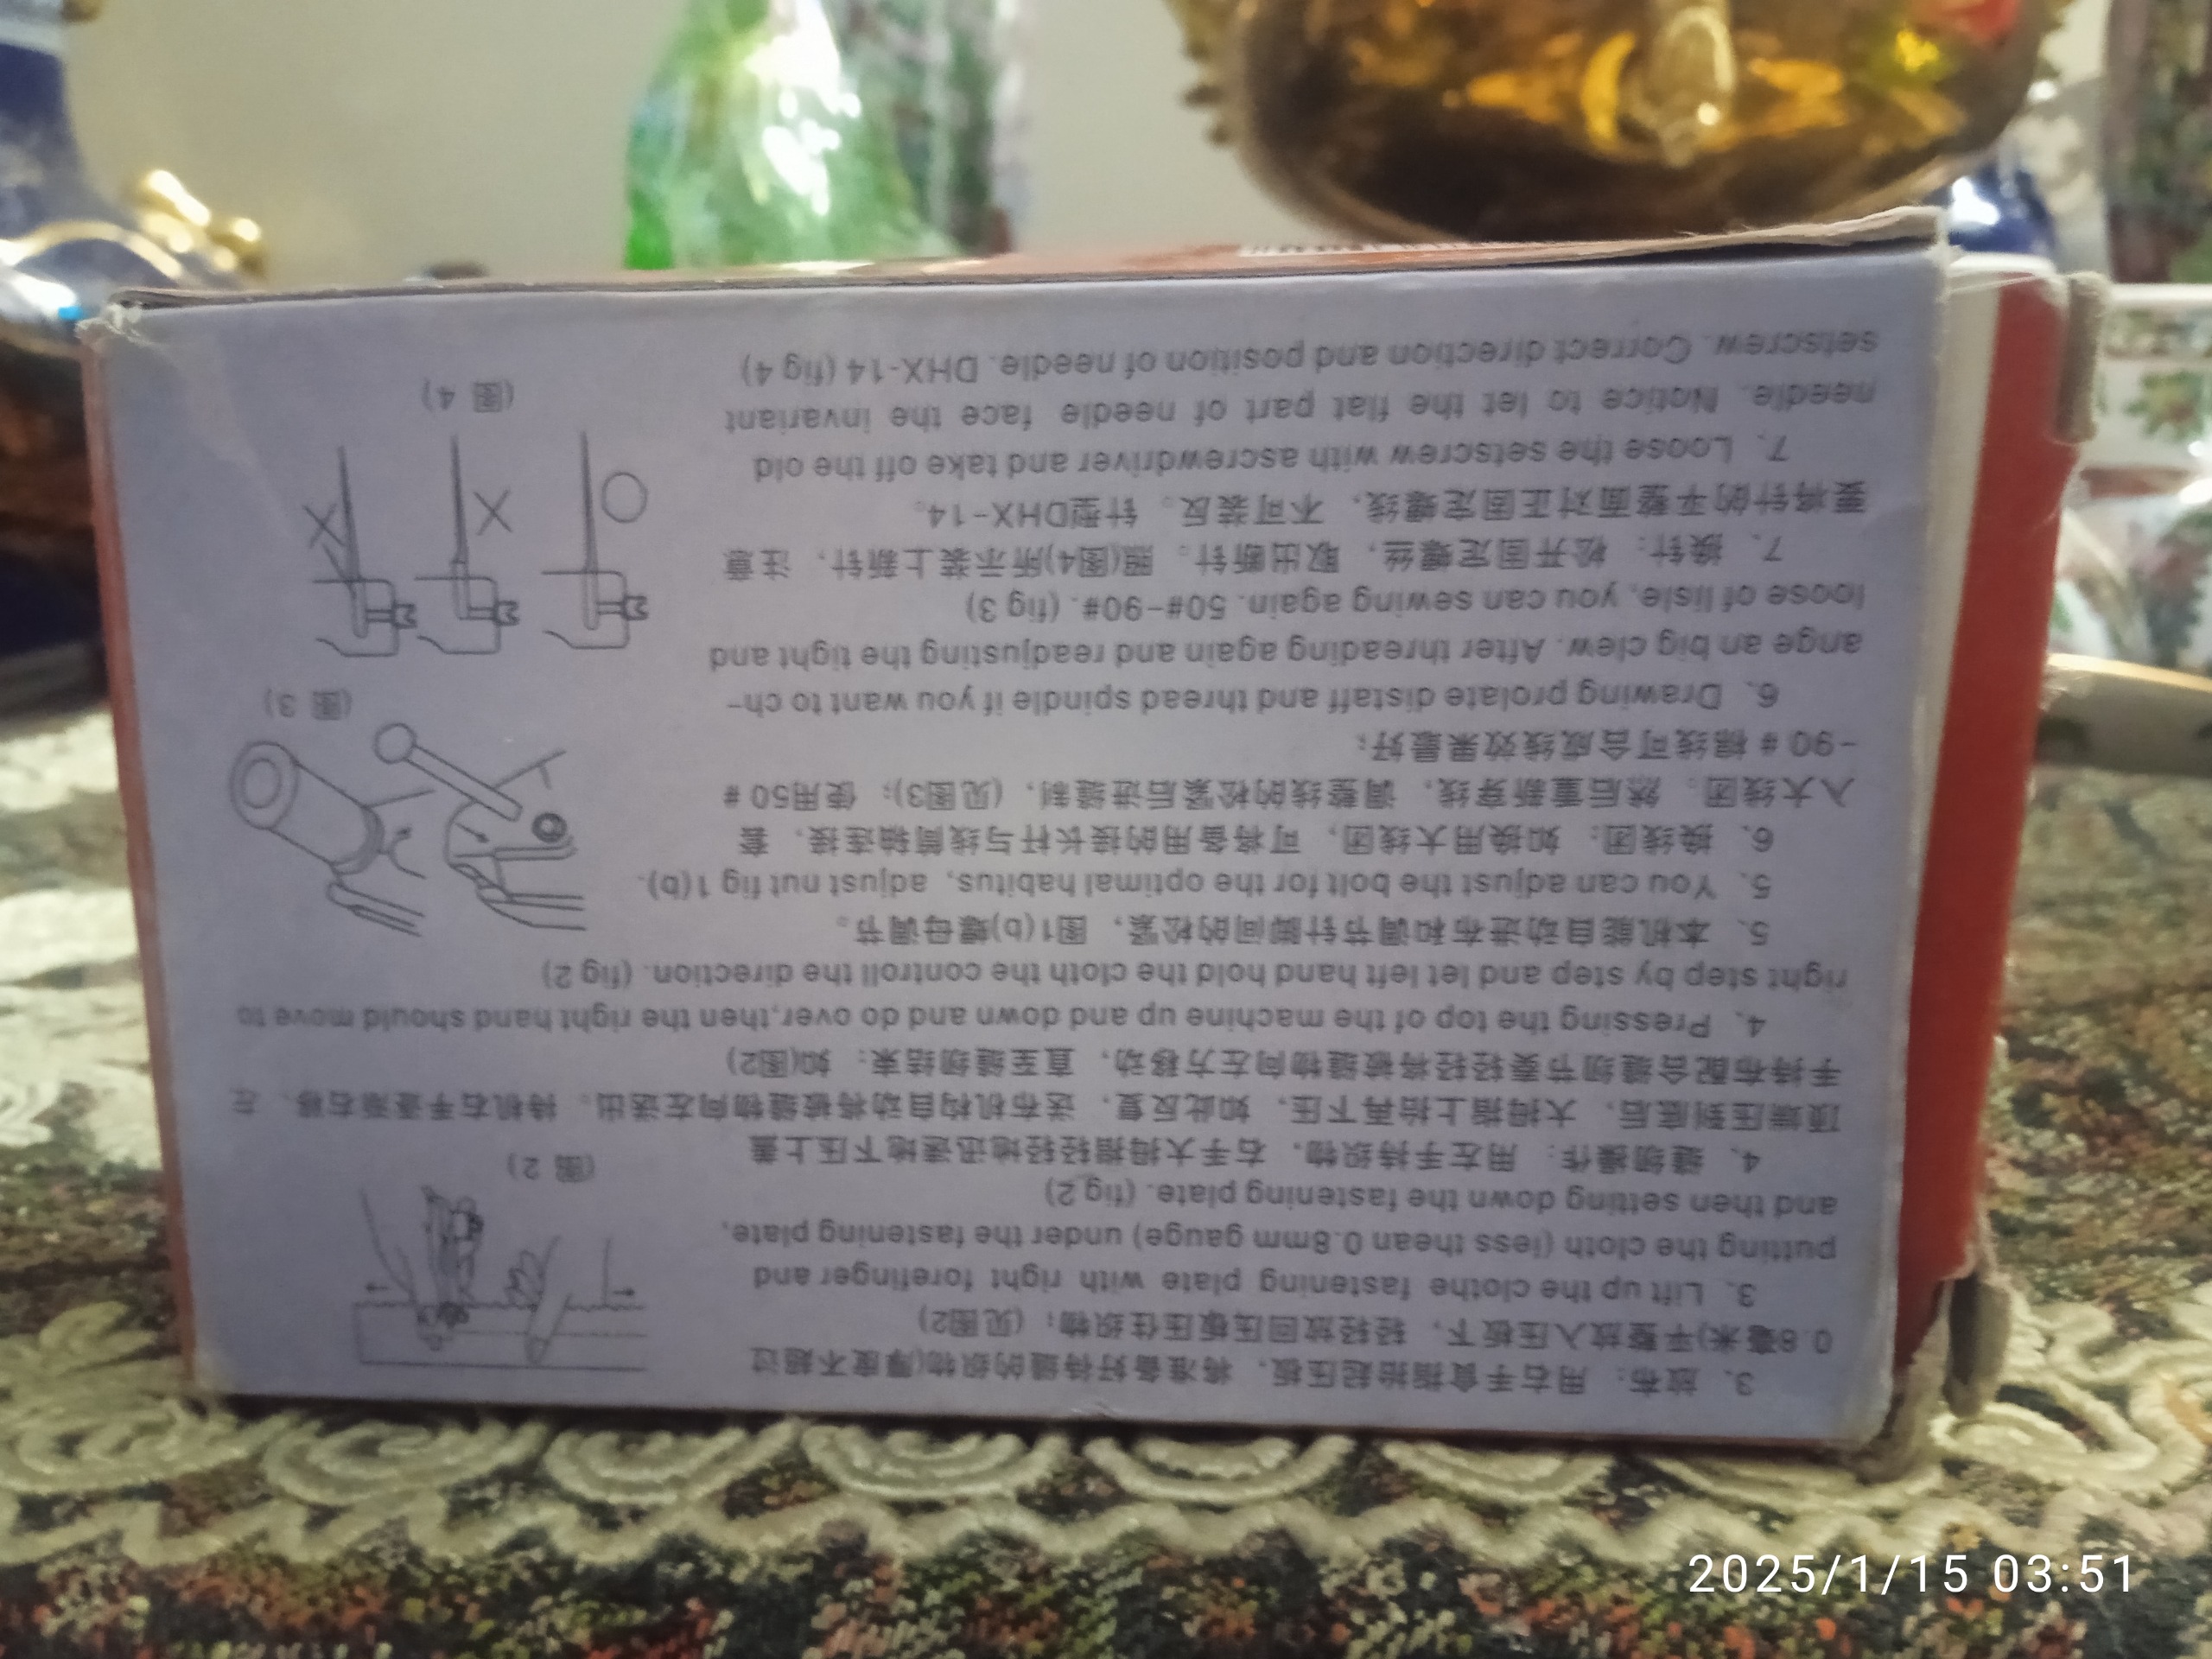 3、放布：用右手食指抬起压板，将准备好待缝的织物(厚度不超过
0.8毫米)平整放入压板下，轻轻放回压板压住织物；(见图2)
3、Lift up the clothe fastening plate with right forefinger and
putting the cloth (less thean 0.8mm gauge) under the fastening plate,
and then setting down the fastening plate. (fig 2)
(图 2)
4、缝纫操作：用左手持织物，右手大拇指轻轻地迅速地下压上盖
顶端压到底后，大拇指上抬再下压，如此反复，送布机构自动将被缝物向左送出。持机右手逐渐右移，左
手持布配合缝纫节奏轻轻将被缝物向左方移动，直至缝纫结束；如(图2)
4、Pressing the top of the machine up and down and do over,then the right hand should move to
right step by step and let left hand hold the cloth the controll the direction. (fig 2)
5、本机能自动进布和调节针脚间的松紧，图1(b)螺母调节。
5、You can adjust the bolt for the optimal habitus, adjust nut fig 1(b).
6、换线团：如换用大线团，可将备用的接长杆与线筒轴连接，套
入大线团。然后重新穿线，调整线的松紧后进缝制，(见图3)；使用50 #
-90 # 棉线可合成线效果最好；
6、Drawing prolate distaff and thread spindle if you want to ch-
ange an big clew. After threading again and readjusting the tight and
loose of lisle, you can sewing again. 50#-90#. (fig 3)
(图 3)
7、换针：松开固定螺丝，取出断针。照(图4)所示装上新针，注意
要将针的平整面对正固定螺线，不可装反。针型DHX-14。
7、Loose the setscrew with ascrewdriver and take off the old
needle. Notice to let the flat part of needle face the invariant
setscrew. Correct direction and position of needle. DHX-14 (fig 4)
(图 4)
2025/1/15 03:51